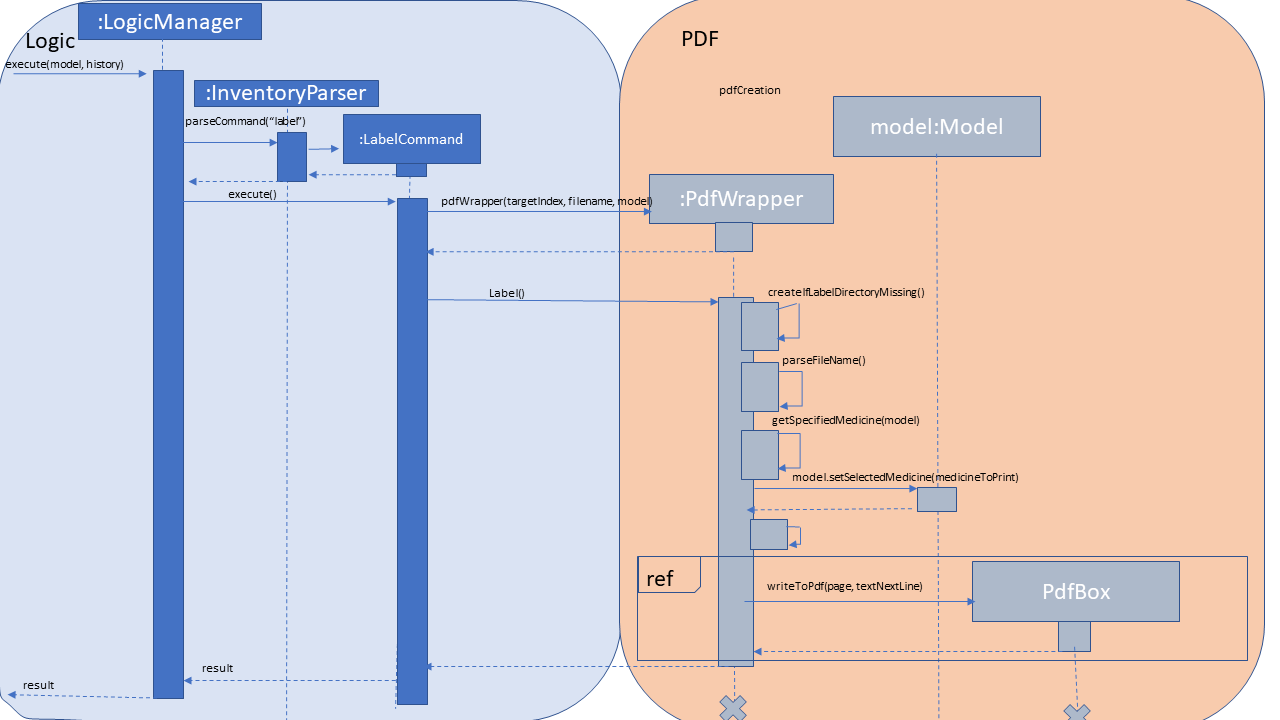 :LogicManager
Logic
PDF
execute(model, history)
:InventoryParser
pdfCreation
parseCommand(“label”)
model:Model
:LabelCommand
execute()
pdfWrapper(targetIndex, filename, model)
:PdfWrapper
Label()
createIfLabelDirectoryMissing()
parseFileName()
getSpecifiedMedicine(model)
model.setSelectedMedicine(medicineToPrint)
ref
writeToPdf(page, textNextLine)
PdfBox
result
result